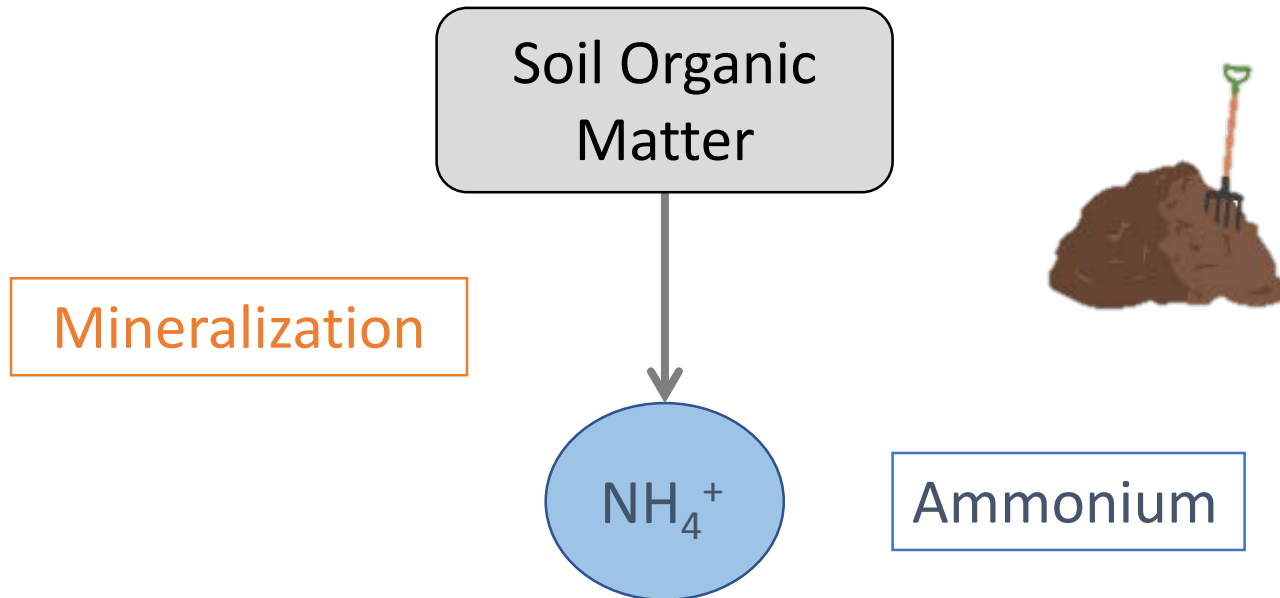 Soil Organic
Matter
Mineralization
NH₄⁺
Ammonium